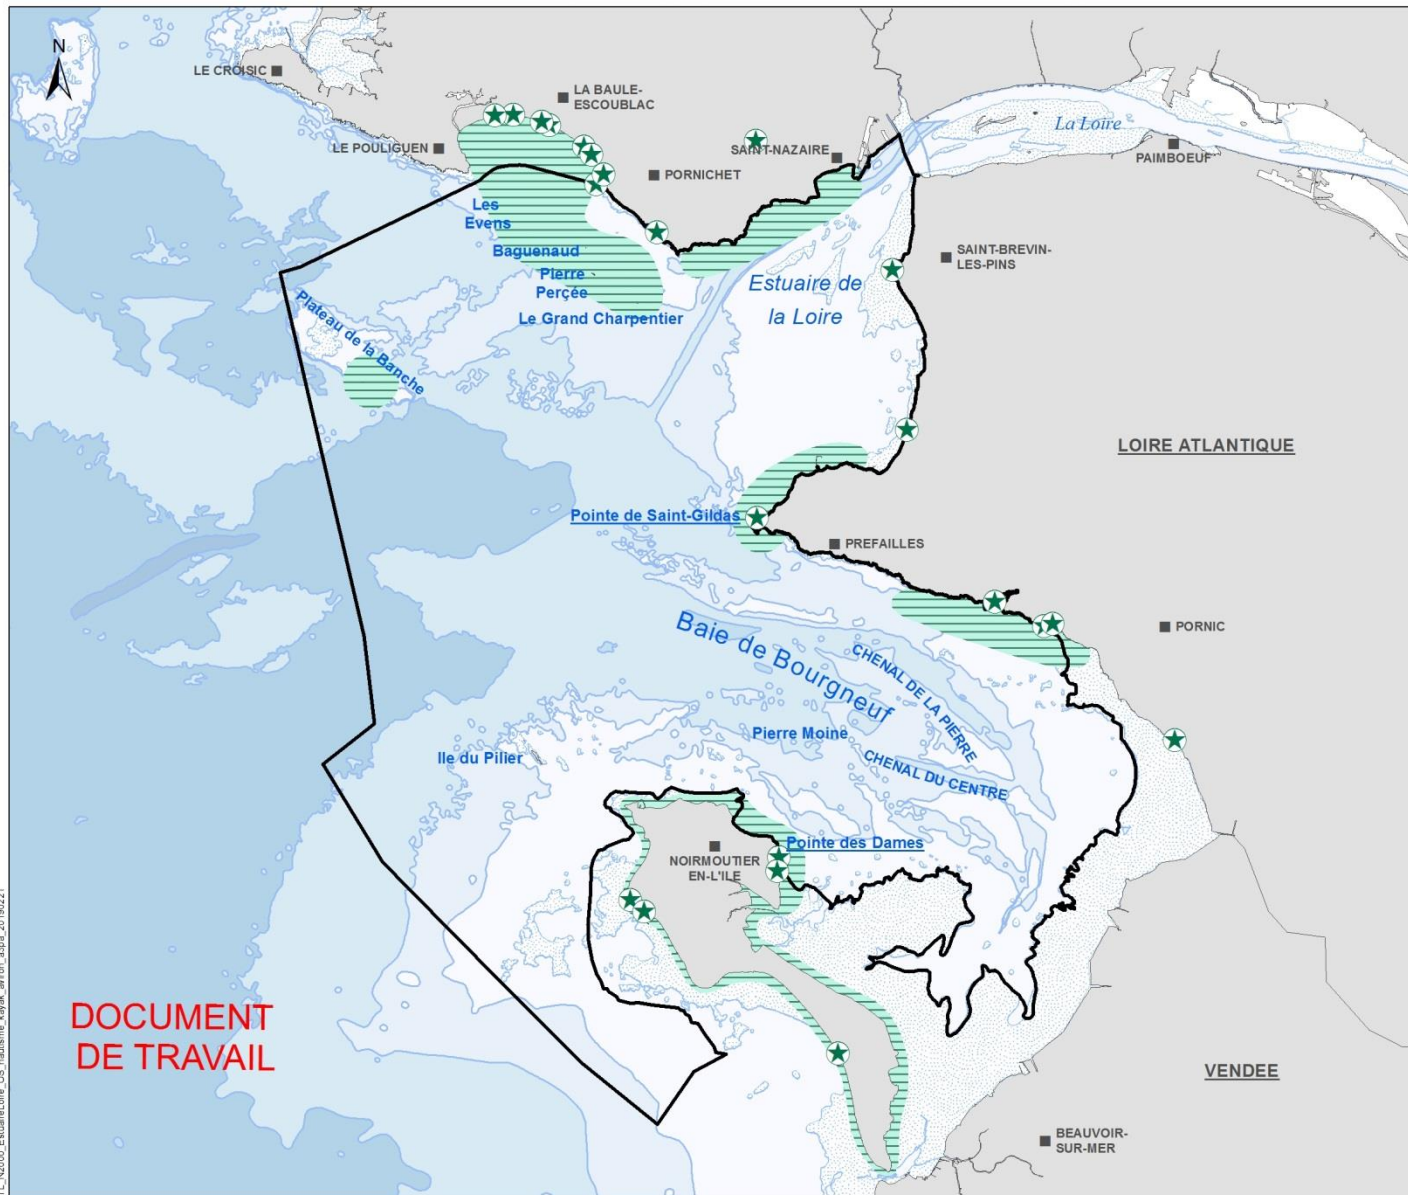 N
LE CROISIC
LA BAULE-
ESCOUBLAC
LE POULIGUEN
SAINT-NAZAIRE
La Loire
PAIMBOEUF
PORNICHET
Les
Evens
Baguenaud
Pierre
Perçée
Le Grand Charpentier
Estuaire de
la Loire
SAINT-BREVIN-
LES-PINS
Plateau de la Banche
LOIRE ATLANTIQUE
Pointe de Saint-Gildas
PREFAILLES
Baie de Bourgneuf
CHENAL DE LA PIERRE
PORNIC
Pierre Moine
Ile du Pilier
CHENAL DU CENTRE
Pointe des Dames
NOIRMOUTIER
EN-L'ILE
DOCUMENT
DE TRAVAIL
VENDEE
BEAUVOIR-
SUR-MER